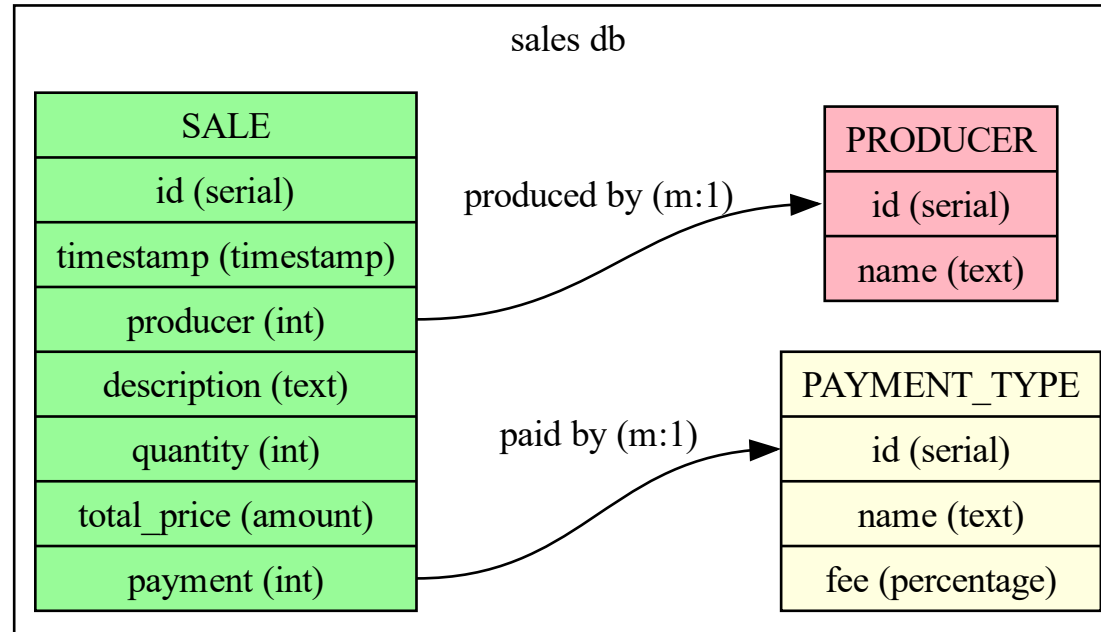 sales db
SALE
id (serial)
timestamp (timestamp)
producer (int)
description (text)
quantity (int)
total_price (amount)
payment (int)
produced by (m:1)
paid by (m:1)
PRODUCER
id (serial)
name (text)
PAYMENT_TYPE
id (serial)
name (text)
fee (percentage)